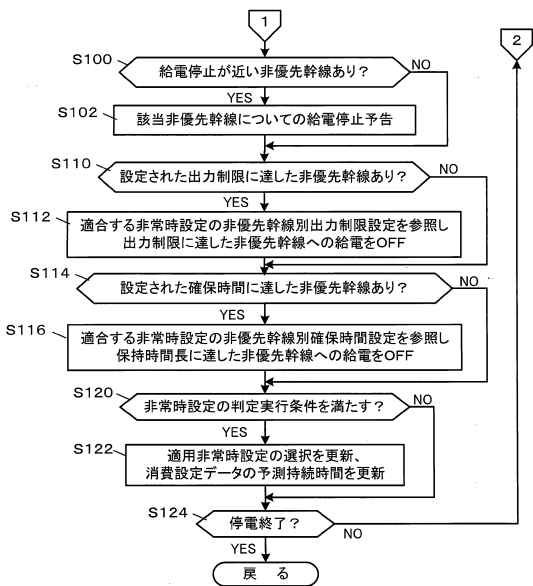 1
2
S100
給電停止が近い非優先幹線あり？
NO
YES
S102
該当非優先幹線についての給電停止予告
S110
設定された出力制限に達した非優先幹線あり？
NO
YES
S112
適合する非常時設定の非優先幹線別出力制限設定を参照し
出力制限に達した非優先幹線への給電をOFF
S114
設定された確保時間に達した非優先幹線あり？
NO
YES
S116
適合する非常時設定の非優先幹線別確保時間設定を参照し
保持時間長に達した非優先幹線への給電をOFF
S120
非常時設定の判定実行条件を満たす？
NO
YES
S122
適用非常時設定の選択を更新、
消費設定データの予測持続時間を更新
S124
停電終了？
NO
YES
戻る